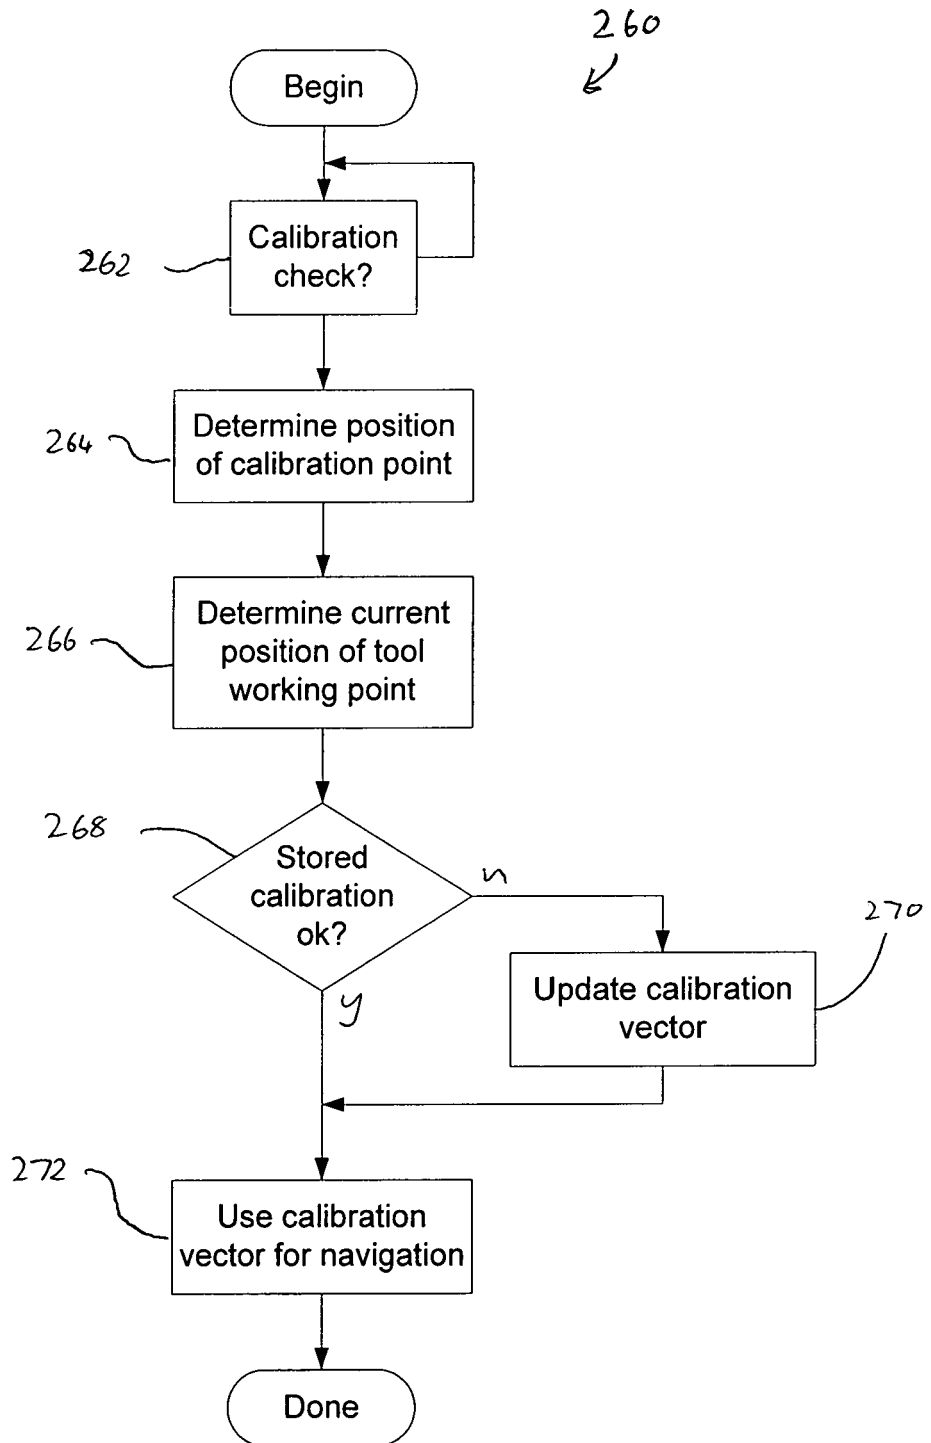 260
Begin
Calibration
check?
262
Determine position
of calibration point
264
Determine current
position of tool
working point
266
268
Stored
calibration
ok?
n
y
270
Update calibration
vector
272
Use calibration
vector for navigation
Done